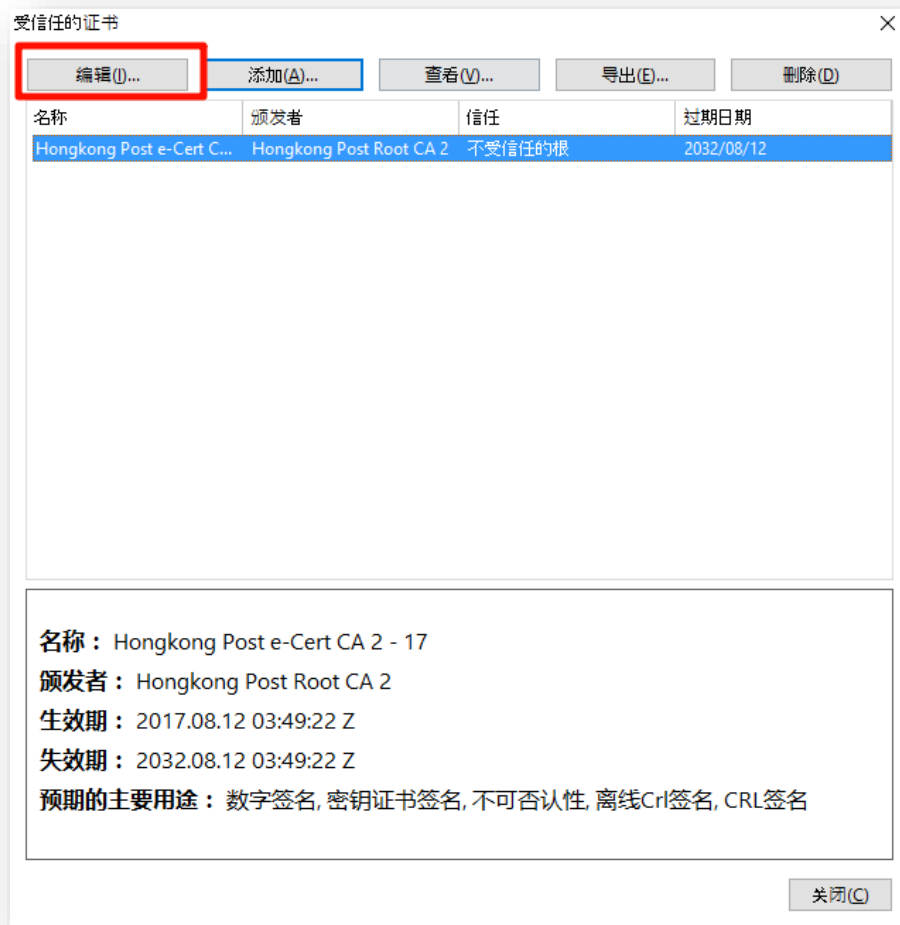 受信任的证书
编辑(I)... 添加(A)... 查看(V)... 导出(E)... 删除(D)
名称 颁发者 信任 过期日期
Hongkong Post e-Cert C... Hongkong Post Root CA 2 不受信任的根 2032/08/12
名称： Hongkong Post e-Cert CA 2 - 17
颁发者： Hongkong Post Root CA 2
生效期： 2017.08.12 03:49:22 Z
失效期： 2032.08.12 03:49:22 Z
预期的主要用途： 数字签名, 密钥证书签名, 不可否认性, 离线Crl签名, CRL签名
关闭(C)